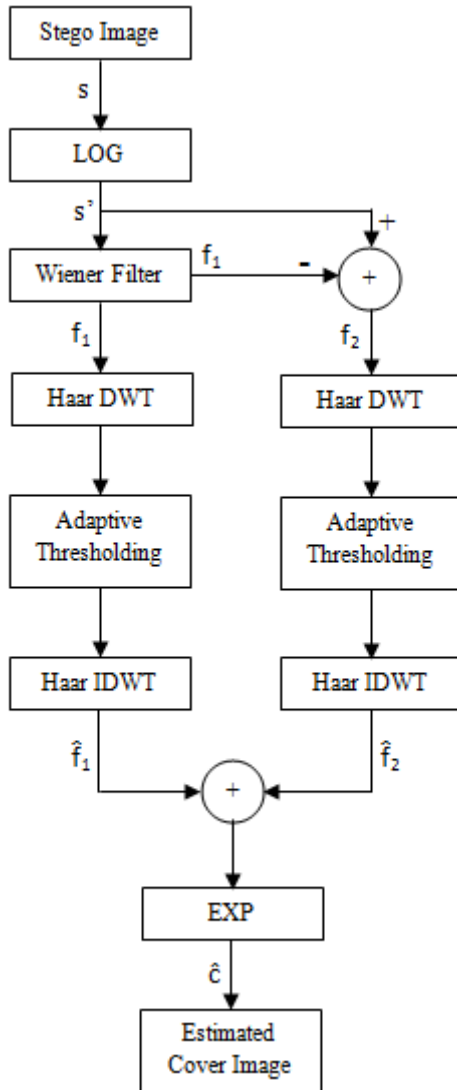 Stego Image
s
LOG
s’
+
Wiener Filter
f₁
-
+
f₁
f₂
Haar DWT
Haar DWT
Adaptive
Thresholding
Adaptive
Thresholding
Haar IDWT
Haar IDWT
f̂₁
f̂₂
+
EXP
ĉ
Estimated
Cover Image